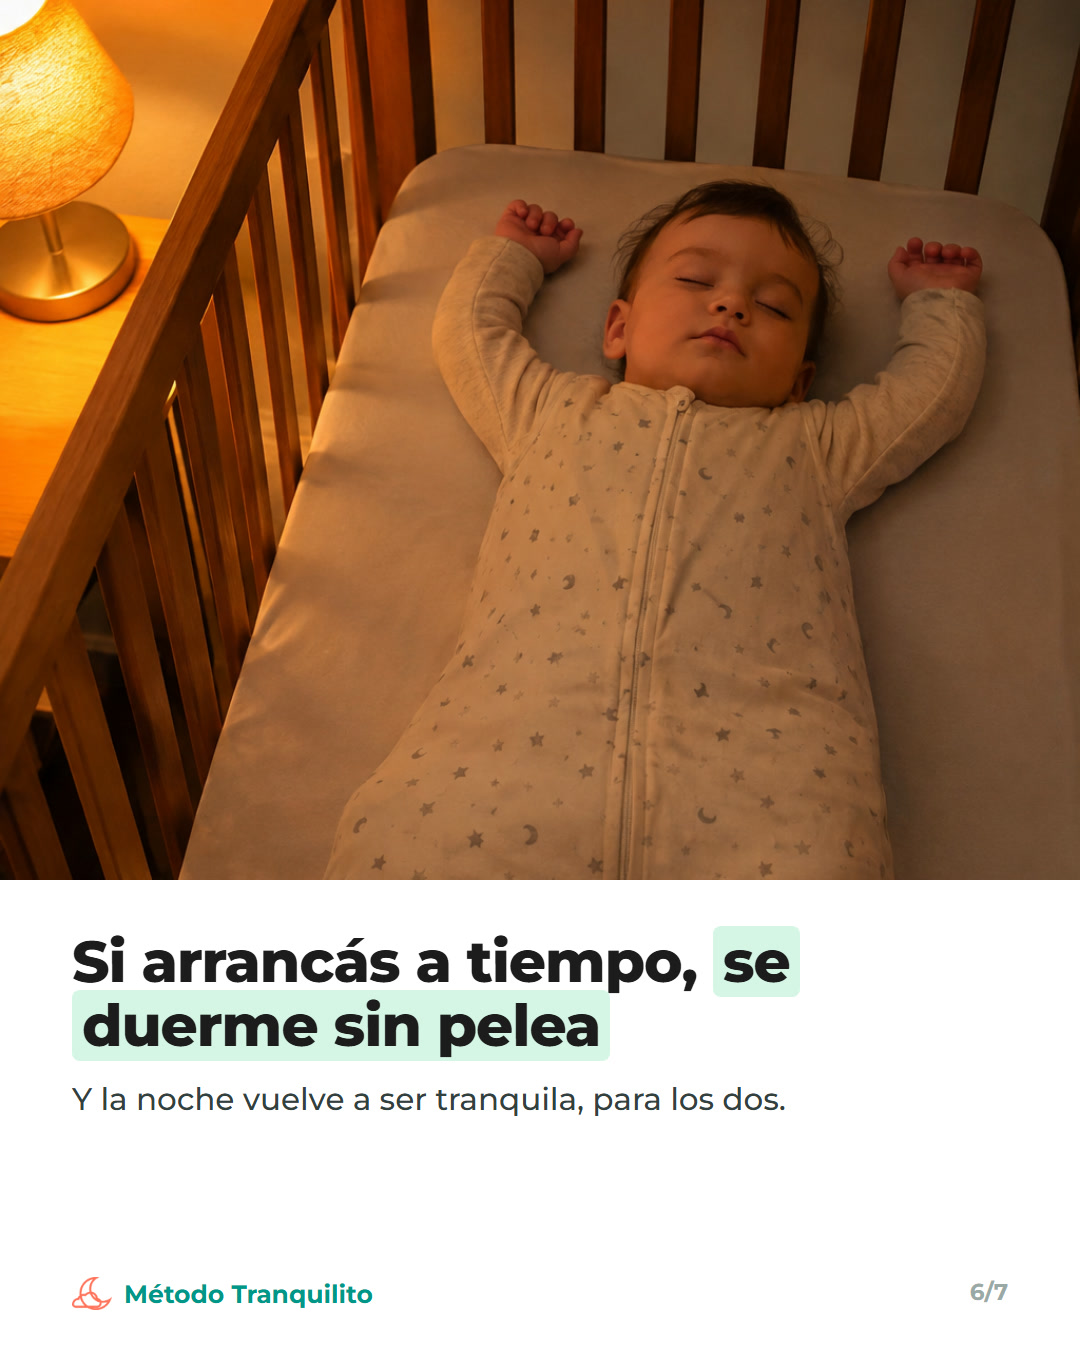 Si arrancás a tiempo, se
duerme sin pelea
Y la noche vuelve a ser tranquila, para los dos.
Método Tranquilito
6/7